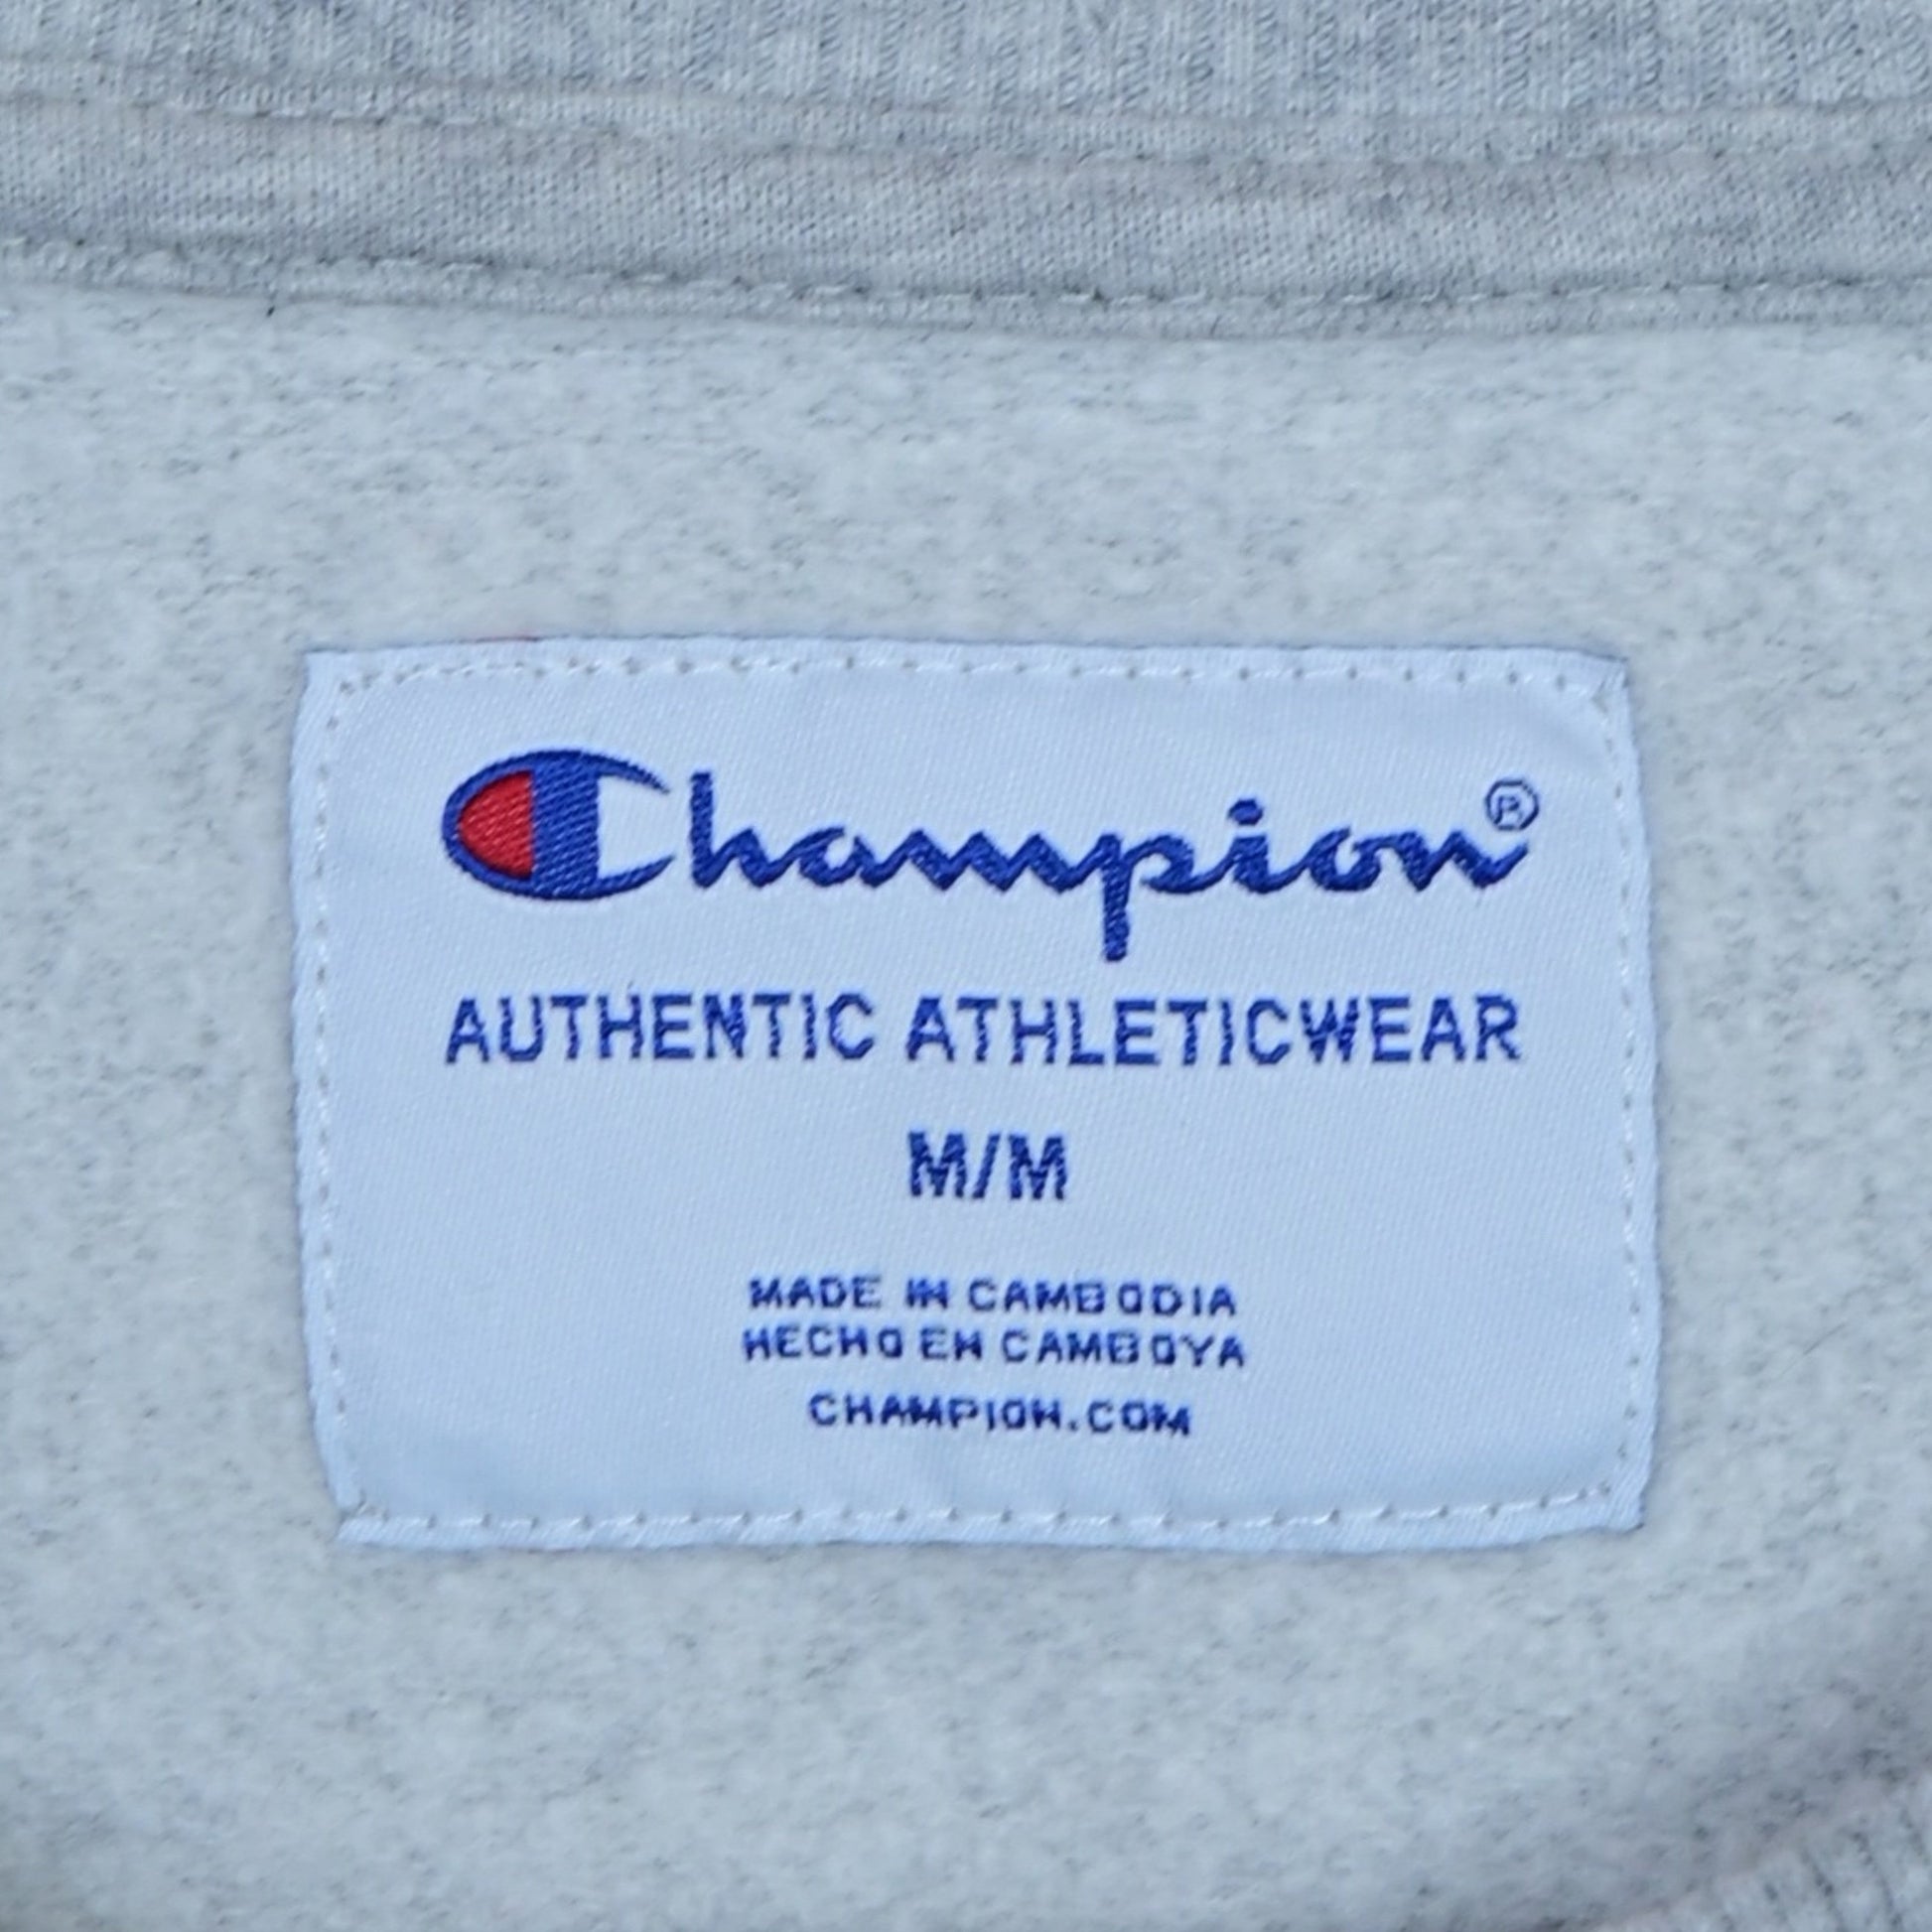 Champion®
AUTHENTIC ATHLETICWEAR
M/M
MADE IN CAMBODIA
HECHO EN CAMBOYA
CHAMPION.COM